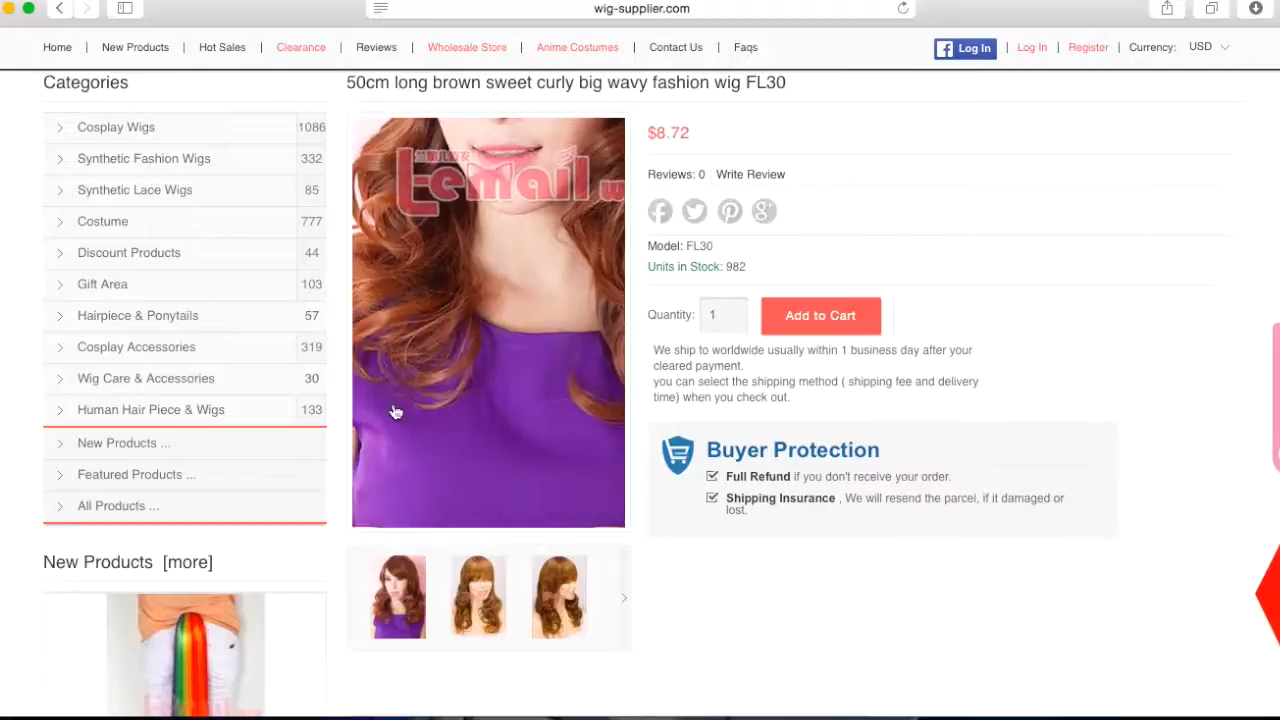 wig-supplier.com
Home | New Products | Hot Sales | Clearance | Reviews | Wholesale Store | Anime Costumes | Contact Us | Faqs
Log In | Log In | Register | Currency: USD
Categories
Cosplay Wigs 1086
Synthetic Fashion Wigs 332
Synthetic Lace Wigs 85
Costume 777
Discount Products 44
Gift Area 103
Hairpiece & Ponytails 57
Cosplay Accessories 319
Wig Care & Accessories 30
Human Hair Piece & Wigs 133
New Products ...
Featured Products ...
All Products ...
New Products [more]
50cm long brown sweet curly big wavy fashion wig FL30
L-email w
$8.72
Reviews: 0 Write Review
Model: FL30
Units in Stock: 982
Quantity: 1 Add to Cart
We ship to worldwide usually within 1 business day after your
cleared payment.
you can select the shipping method ( shipping fee and delivery
time) when you check out.
Buyer Protection
Full Refund if you don't receive your order.
Shipping Insurance , We will resend the parcel, if it damaged or
lost.